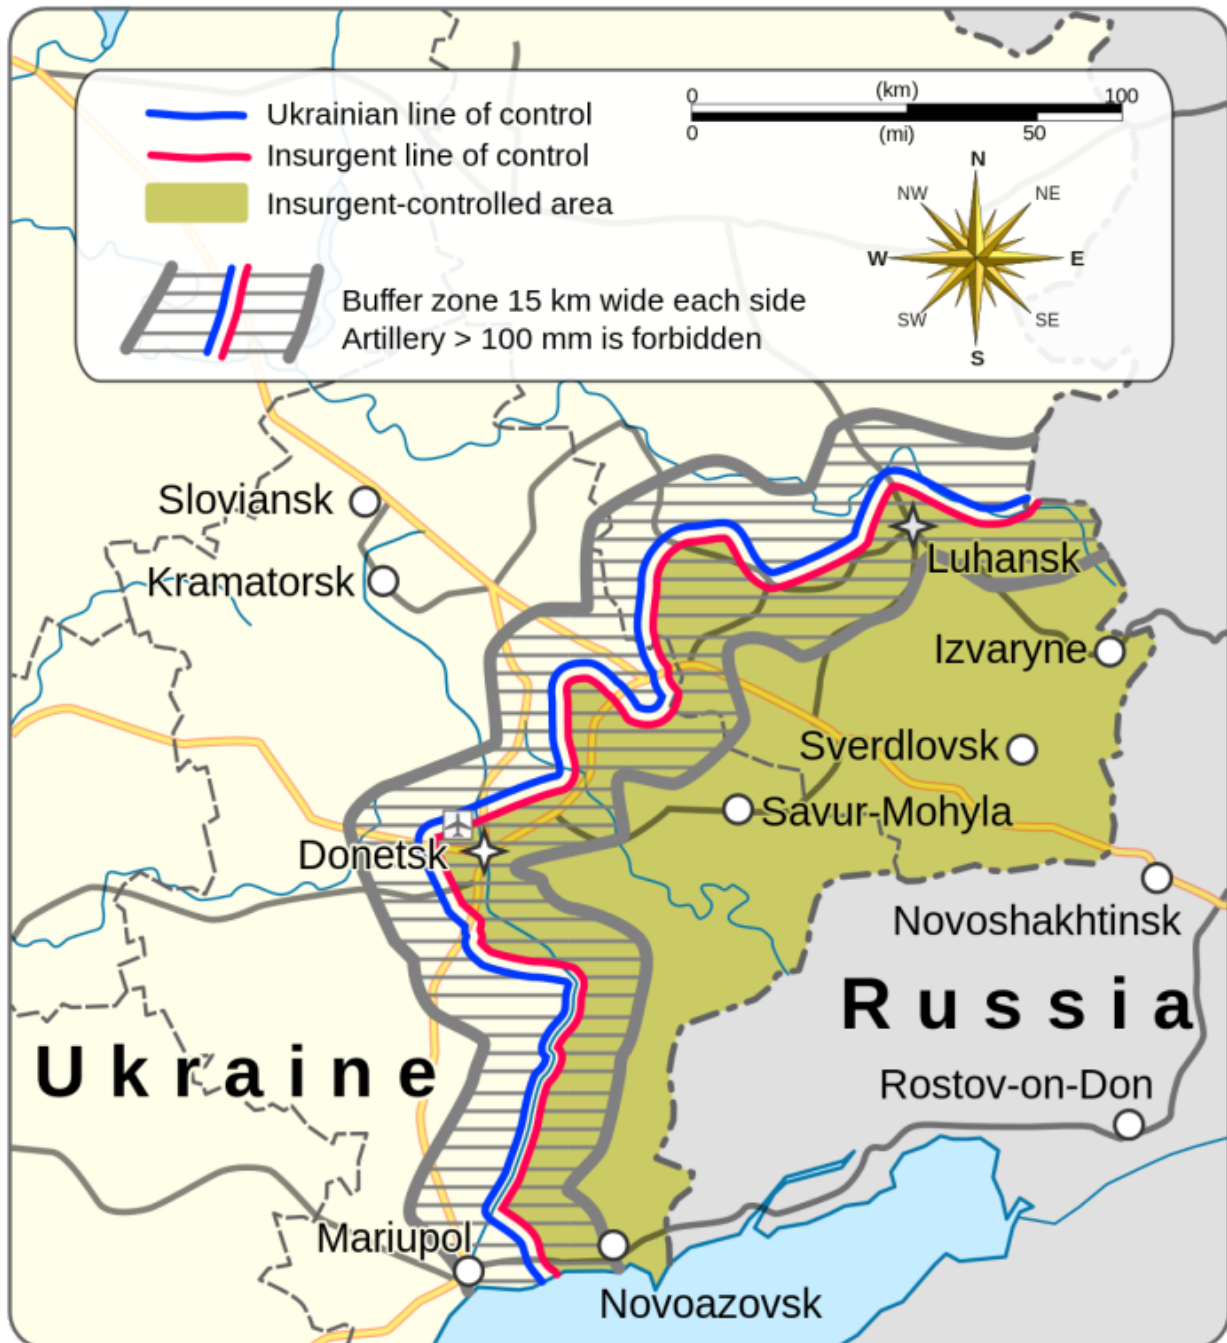 Ukrainian line of control
Insurgent line of control
Insurgent-controlled area
Buffer zone 15 km wide each side
Artillery > 100 mm is forbidden
0 (km) 100
0 (mi) 50
N
NW NE
W E
SW SE
S
Sloviansk
Kramatorsk
Luhansk
Izvaryne
Sverdlovsk
Savur-Mohyla
Donetsk
Novoshakhtinsk
Russia
Ukraine
Rostov-on-Don
Mariupol
Novoazovsk